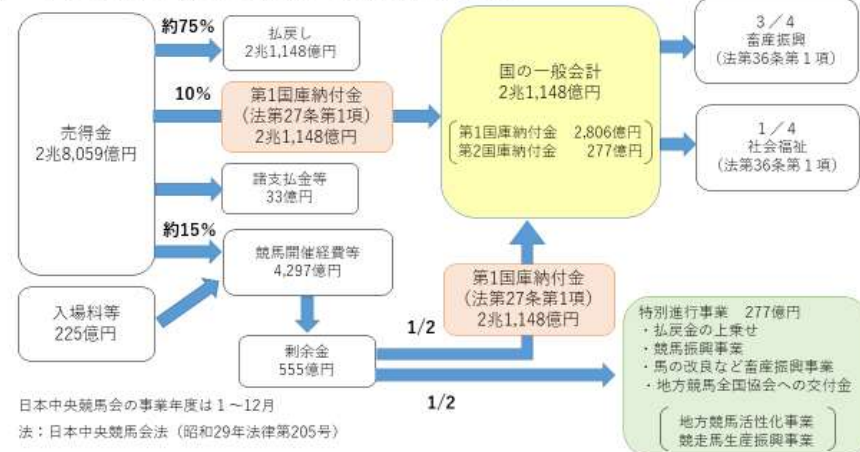 約75%
払戻し
2兆1,148億円
10%
第1国庫納付金
（法第27条第1項）
2兆1,148億円
売得金
2兆8,059億円
諸支払金等
33億円
約15%
競馬開催経費等
4,297億円
入場料等
225億円
剰余金
555億円
国の一般会計
2兆1,148億円
第1国庫納付金 2,806億円
第2国庫納付金 277億円
3／4
畜産振興
（法第36条第1項）
1／4
社会福祉
（法第36条第1項）
第1国庫納付金
（法第27条第1項）
2兆1,148億円
1/2
1/2
特別進行事業 277億円
・払戻金の上乗せ
・競馬振興事業
・馬の改良など畜産振興事業
・地方競馬全国協会への交付金
地方競馬活性化事業
競走馬生産振興事業
日本中央競馬会の事業年度は1～12月
法：日本中央競馬会法（昭和29年法律第205号）